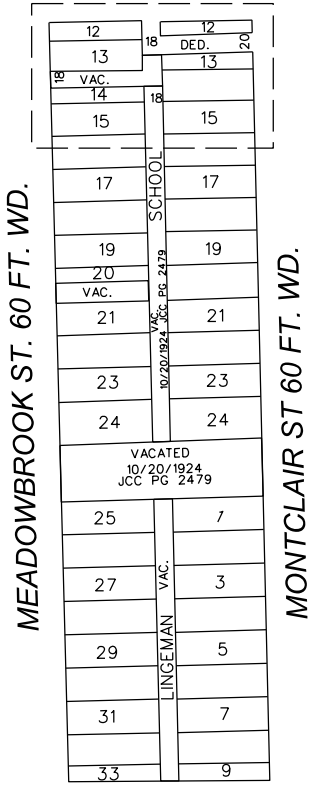 12 12
18 DED. 20
13 13
18 VAC.
14 18
15 15
17 SCHOOL 17
19 19
20
VAC.
VAC.
10/20/1924 JCC PG 2479
21 21
23 23
24 24
VACATED
10/20/1924
JCC PG 2479
25 1
VAC.
27 3
29 LINGEMAN 5
31 7
33 9
MEADOWBROOK ST. 60 FT. WD.
MONTCLAIR ST 60 FT. WD.